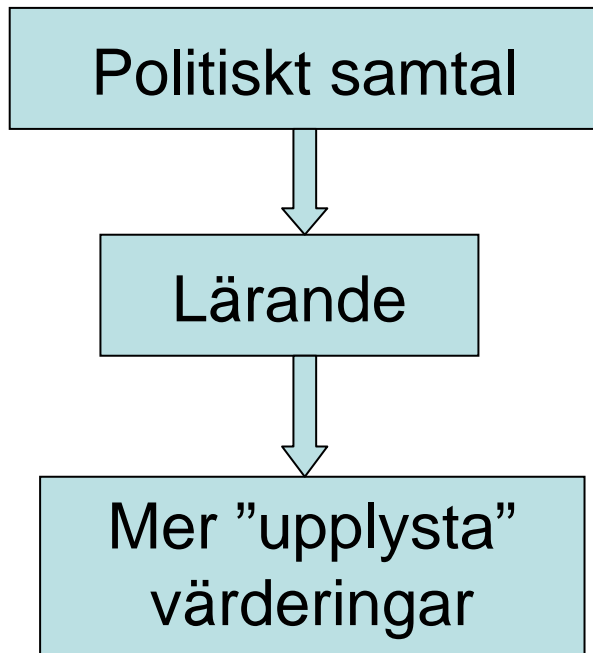 Politiskt samtal
Lärande
Mer ”upplysta”
värderingar